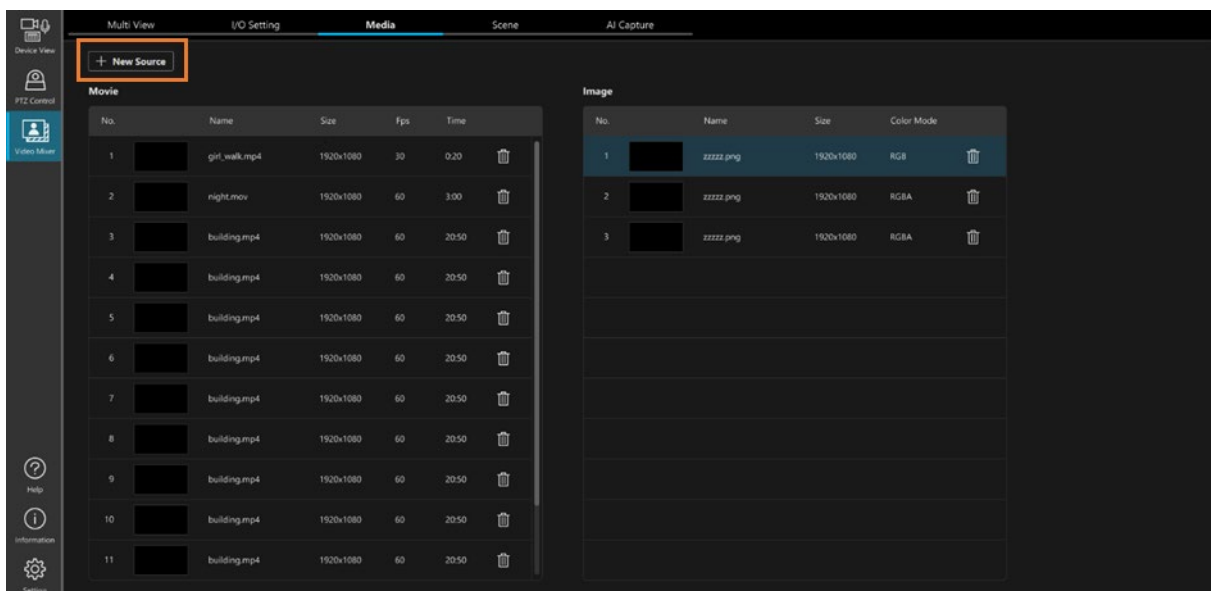 Multi View I/O Setting Media Scene AI Capture
Device View
PTZ Control
Video Mixer
Help
Information
Setting
+ New Source
Movie
No. Name Size Fps Time
1 girl_walk.mp4 1920x1080 30 0:20
2 night.mov 1920x1080 60 3:00
3 building.mp4 1920x1080 60 20:50
4 building.mp4 1920x1080 60 20:50
5 building.mp4 1920x1080 60 20:50
6 building.mp4 1920x1080 60 20:50
7 building.mp4 1920x1080 60 20:50
8 building.mp4 1920x1080 60 20:50
9 building.mp4 1920x1080 60 20:50
10 building.mp4 1920x1080 60 20:50
11 building.mp4 1920x1080 60 20:50
Image
No. Name Size Color Mode
1 zzzzz.png 1920x1080 RGB
2 zzzzz.png 1920x1080 RGBA
3 zzzzz.png 1920x1080 RGBA